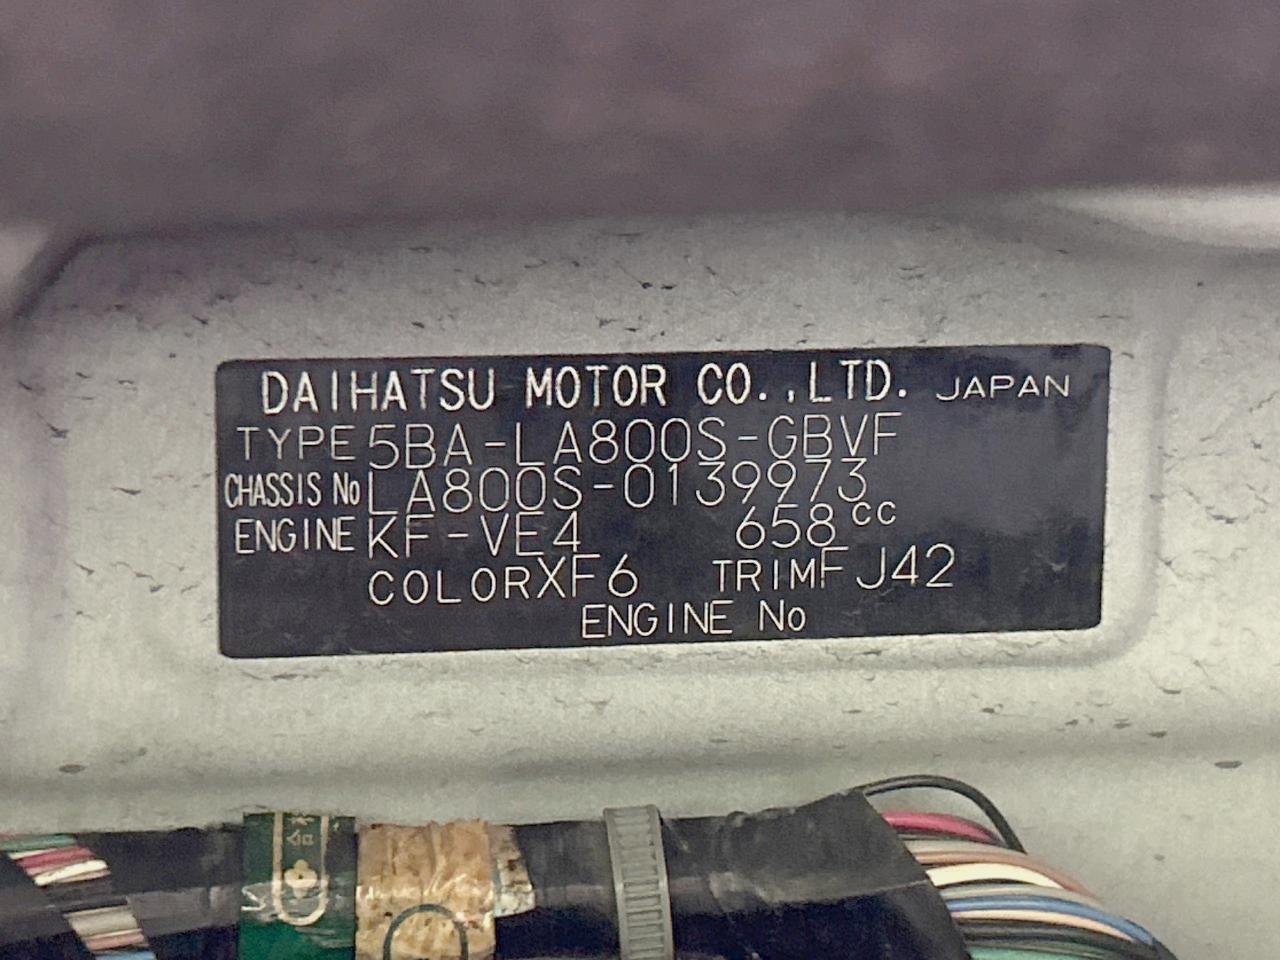 DAIHATSU MOTOR CO.,LTD. JAPAN
TYPE 5BA-LA800S-GBVF
CHASSIS No LA800S-0139973
ENGINE KF-VE4 658cc
COLOR XF6 TRIM FJ42
ENGINE No